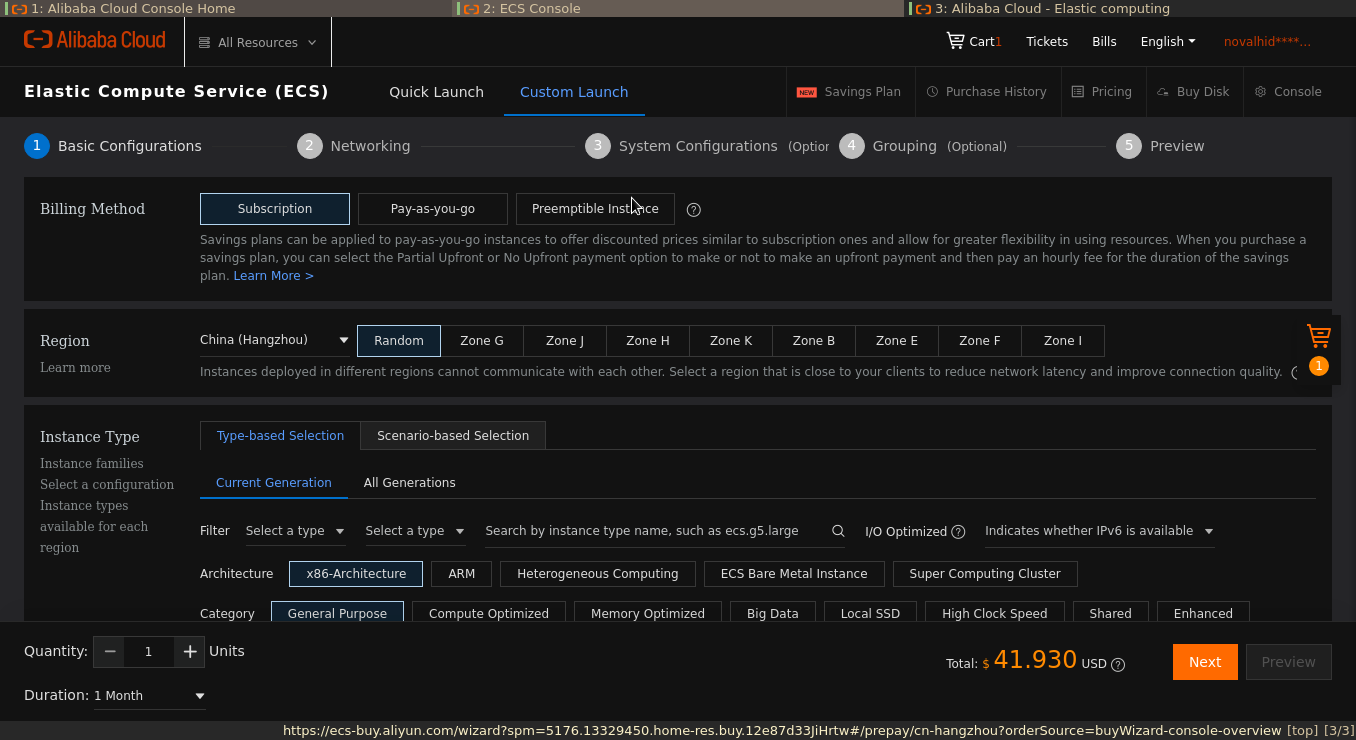 1: Alibaba Cloud Console Home 2: ECS Console 3: Alibaba Cloud - Elastic computing
Alibaba Cloud All Resources Cart1 Tickets Bills English novalhid****...
Elastic Compute Service (ECS) Quick Launch Custom Launch NEW Savings Plan Purchase History Pricing Buy Disk Console
1 Basic Configurations 2 Networking 3 System Configurations (Option 4 Grouping (Optional) 5 Preview
Billing Method Subscription Pay-as-you-go Preemptible Instance ?
Savings plans can be applied to pay-as-you-go instances to offer discounted prices similar to subscription ones and allow for greater flexibility in using resources. When you purchase a
savings plan, you can select the Partial Upfront or No Upfront payment option to make or not to make an upfront payment and then pay an hourly fee for the duration of the savings
plan. Learn More >
Region China (Hangzhou) Random Zone G Zone J Zone H Zone K Zone B Zone E Zone F Zone I
Learn more Instances deployed in different regions cannot communicate with each other. Select a region that is close to your clients to reduce network latency and improve connection quality. ?
1
Instance Type Type-based Selection Scenario-based Selection
Instance families
Select a configuration
Instance types
available for each
region
Current Generation All Generations
Filter Select a type Select a type Search by instance type name, such as ecs.g5.large I/O Optimized ? Indicates whether IPv6 is available
Architecture x86-Architecture ARM Heterogeneous Computing ECS Bare Metal Instance Super Computing Cluster
Category General Purpose Compute Optimized Memory Optimized Big Data Local SSD High Clock Speed Shared Enhanced
Quantity: − 1 + Units
Total: $ 41.930 USD ? Next Preview
Duration: 1 Month
https://ecs-buy.aliyun.com/wizard?spm=5176.13329450.home-res.buy.12e87d33JiHrtw#/prepay/cn-hangzhou?orderSource=buyWizard-console-overview [top] [3/3]